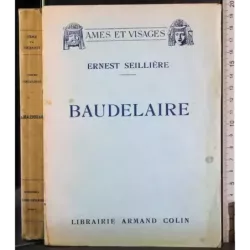 AMES ET VISAGES
ERNEST SEILLIÈRE
BAUDELAIRE
LIBRAIRIE ARMAND COLIN